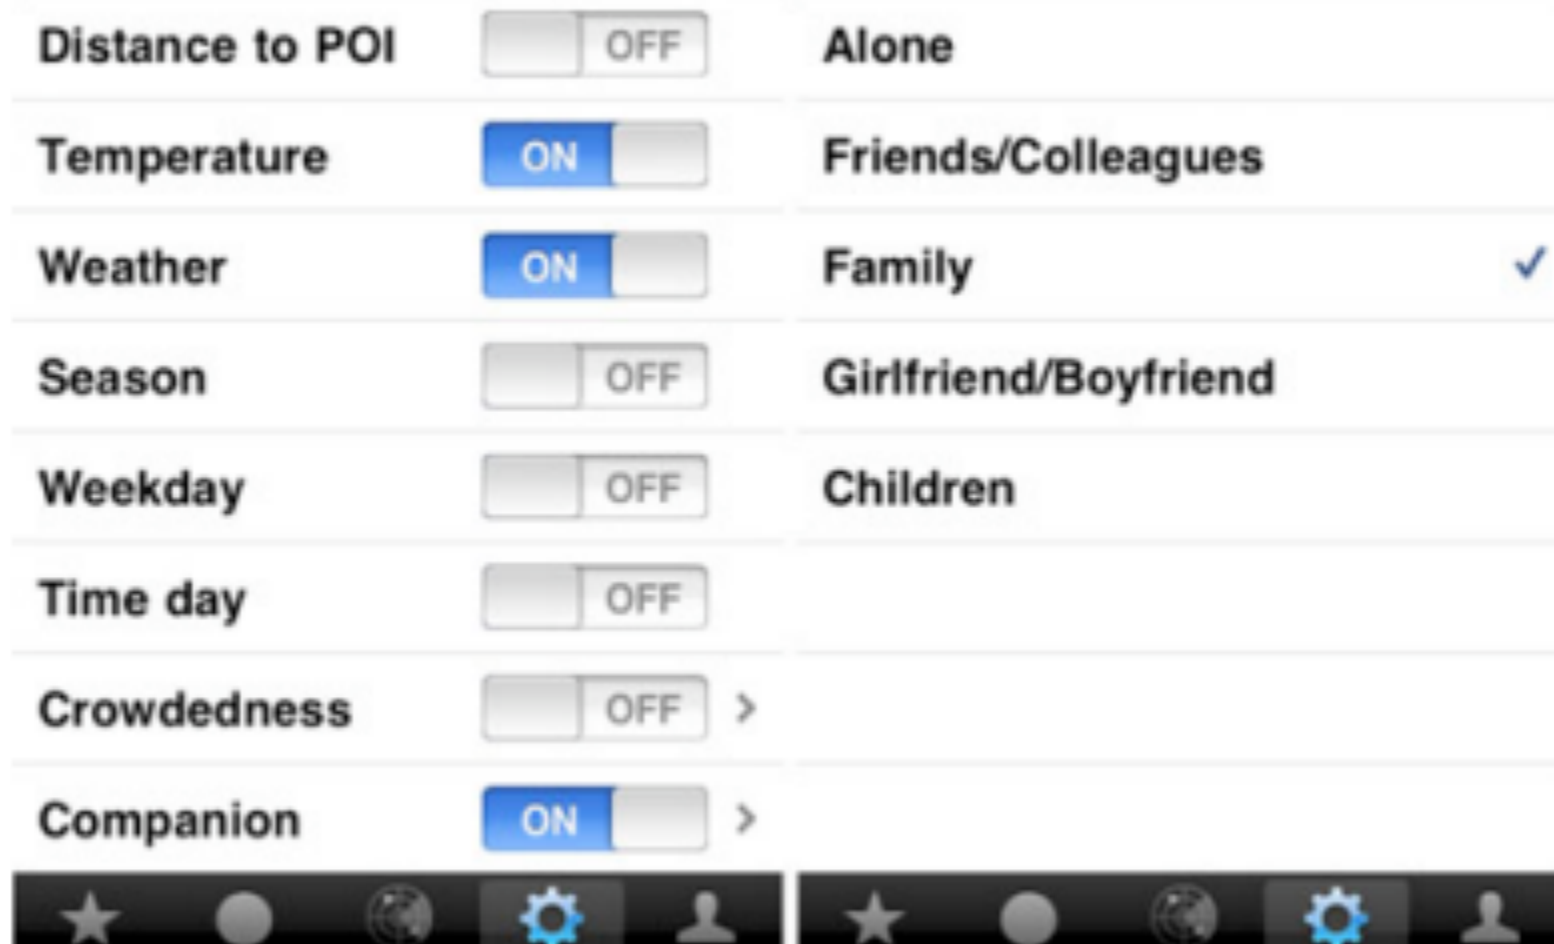 Distance to POI OFF
Temperature ON
Weather ON
Season OFF
Weekday OFF
Time day OFF
Crowdedness OFF >
Companion ON >
Alone
Friends/Colleagues
Family ✓
Girlfriend/Boyfriend
Children